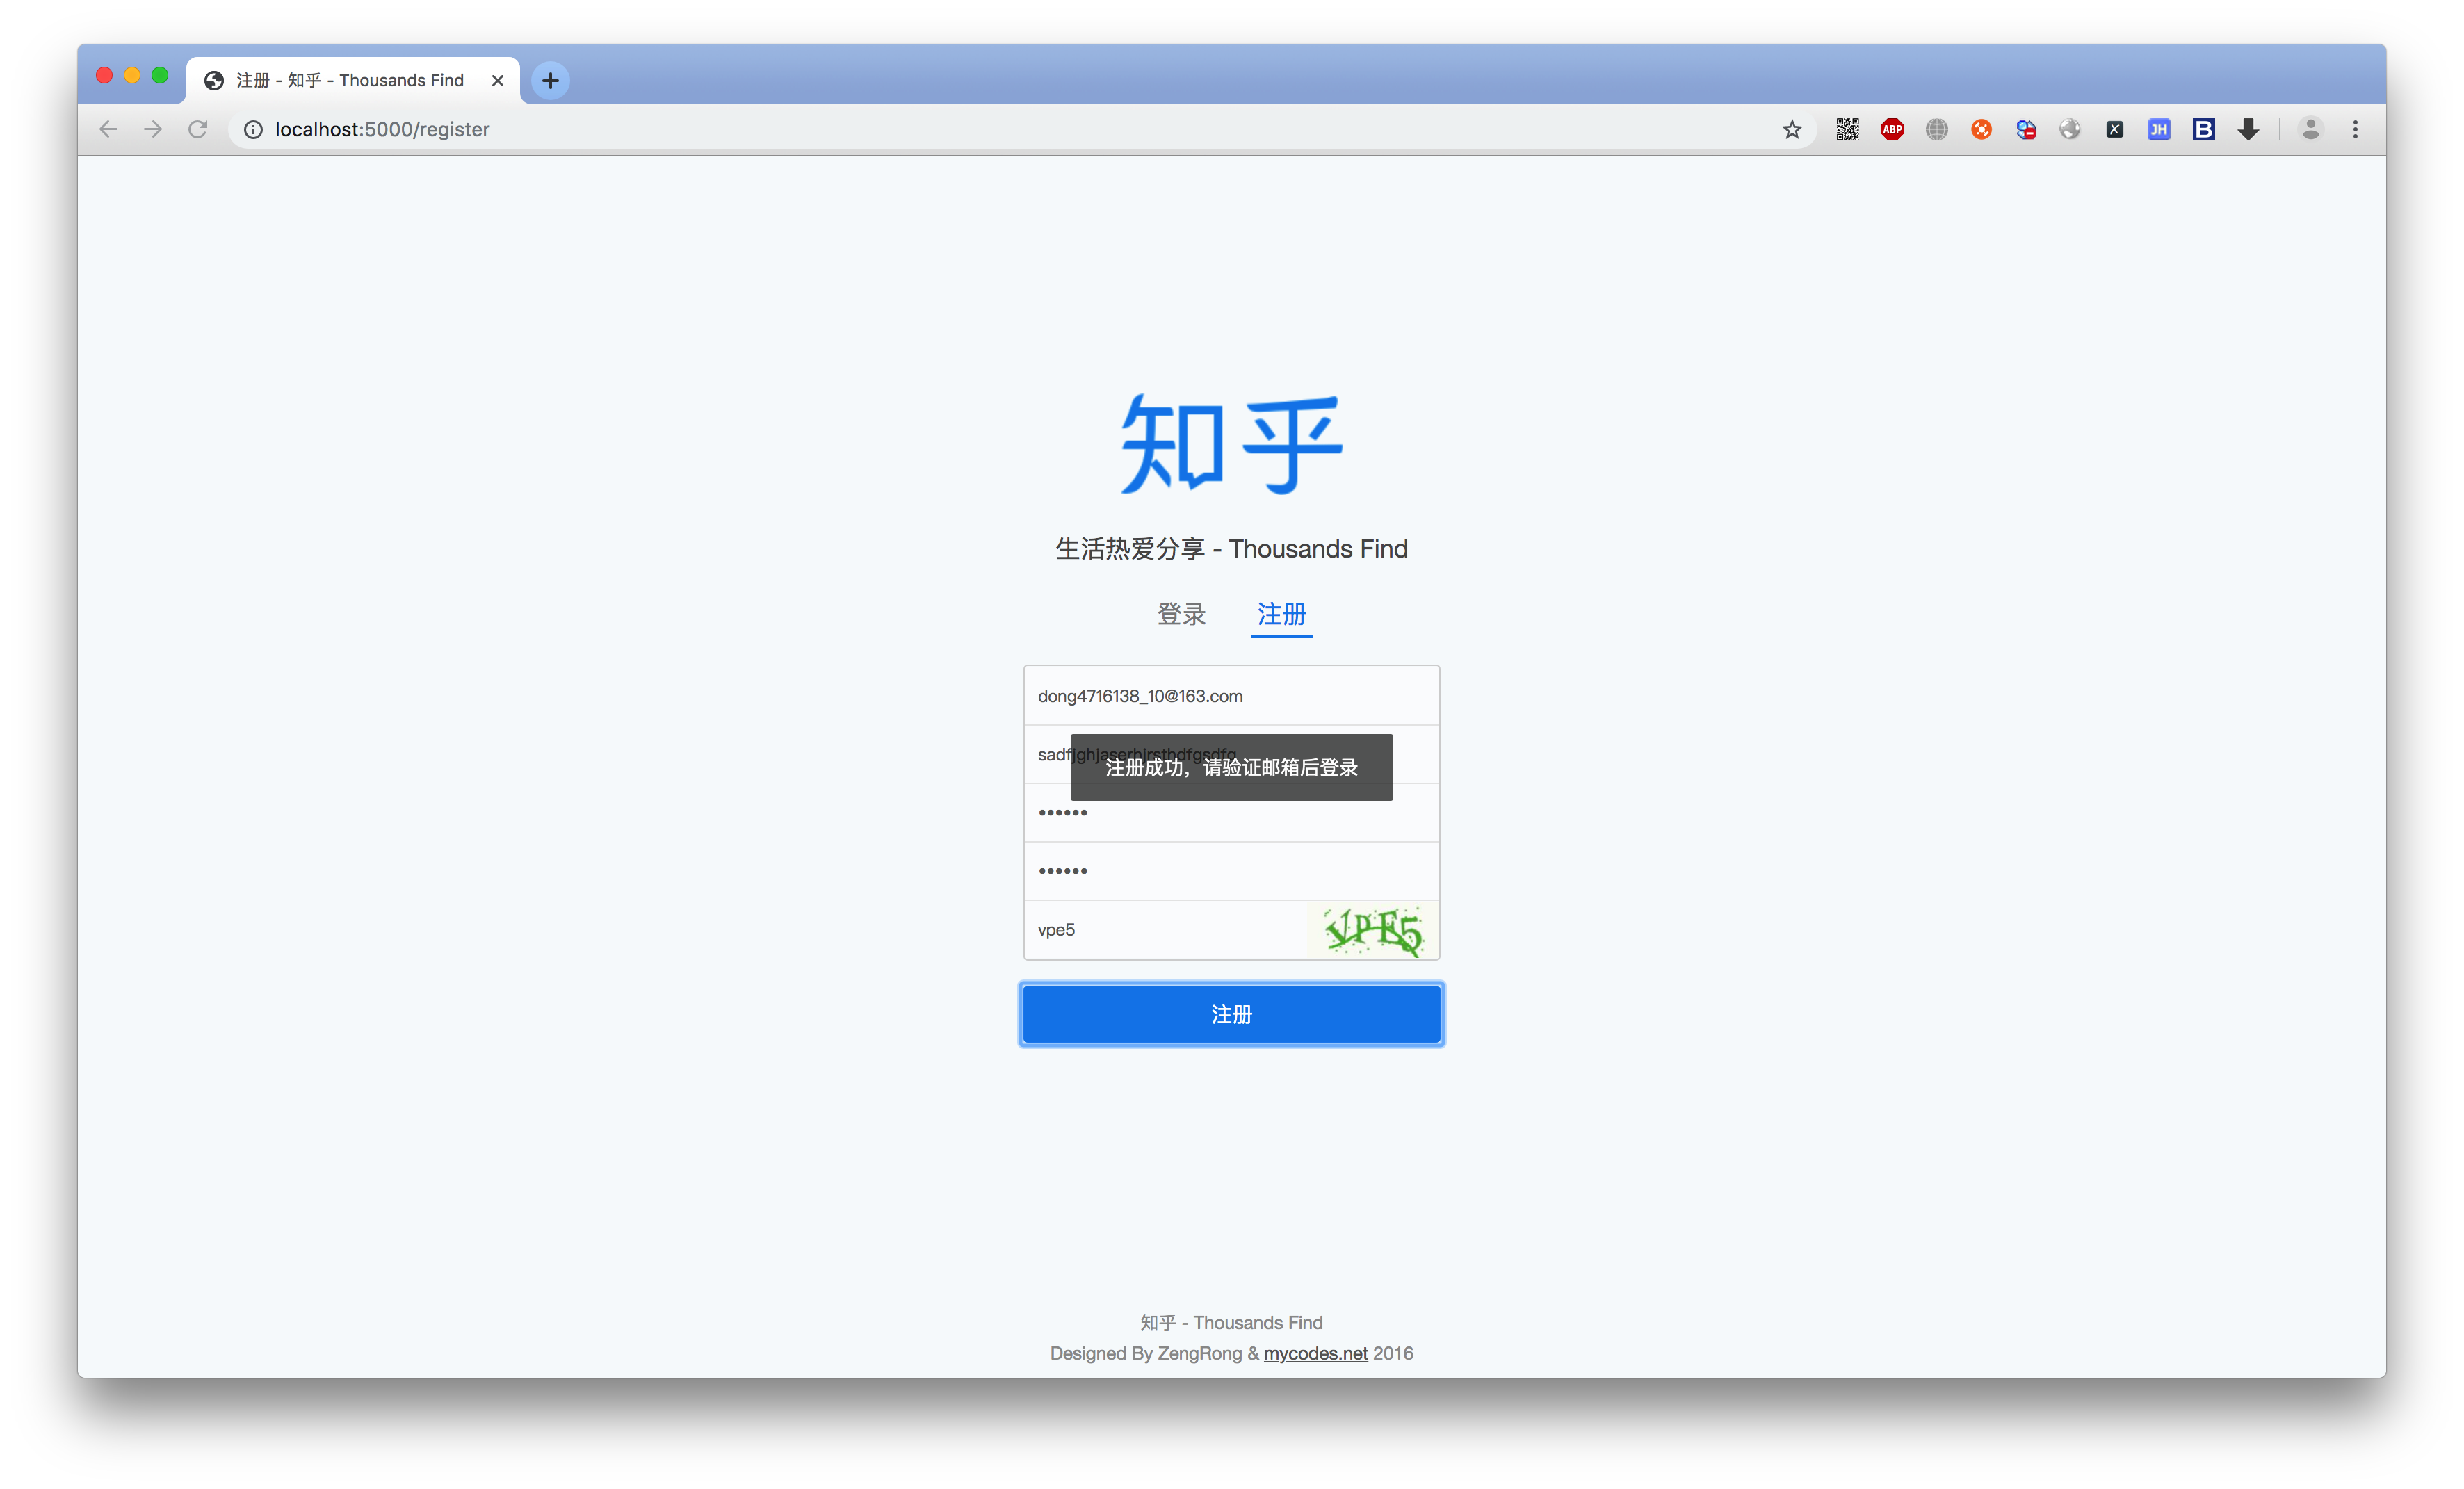 注册 - 知乎 - Thousands Find
localhost:5000/register
ABP
JH
B
知乎
生活热爱分享 - Thousands Find
登录 注册
dong4716138_10@163.com
注册成功，请验证邮箱后登录
••••••
••••••
vpe5 VPE5
注册
知乎 - Thousands Find
Designed By ZengRong & mycodes.net 2016